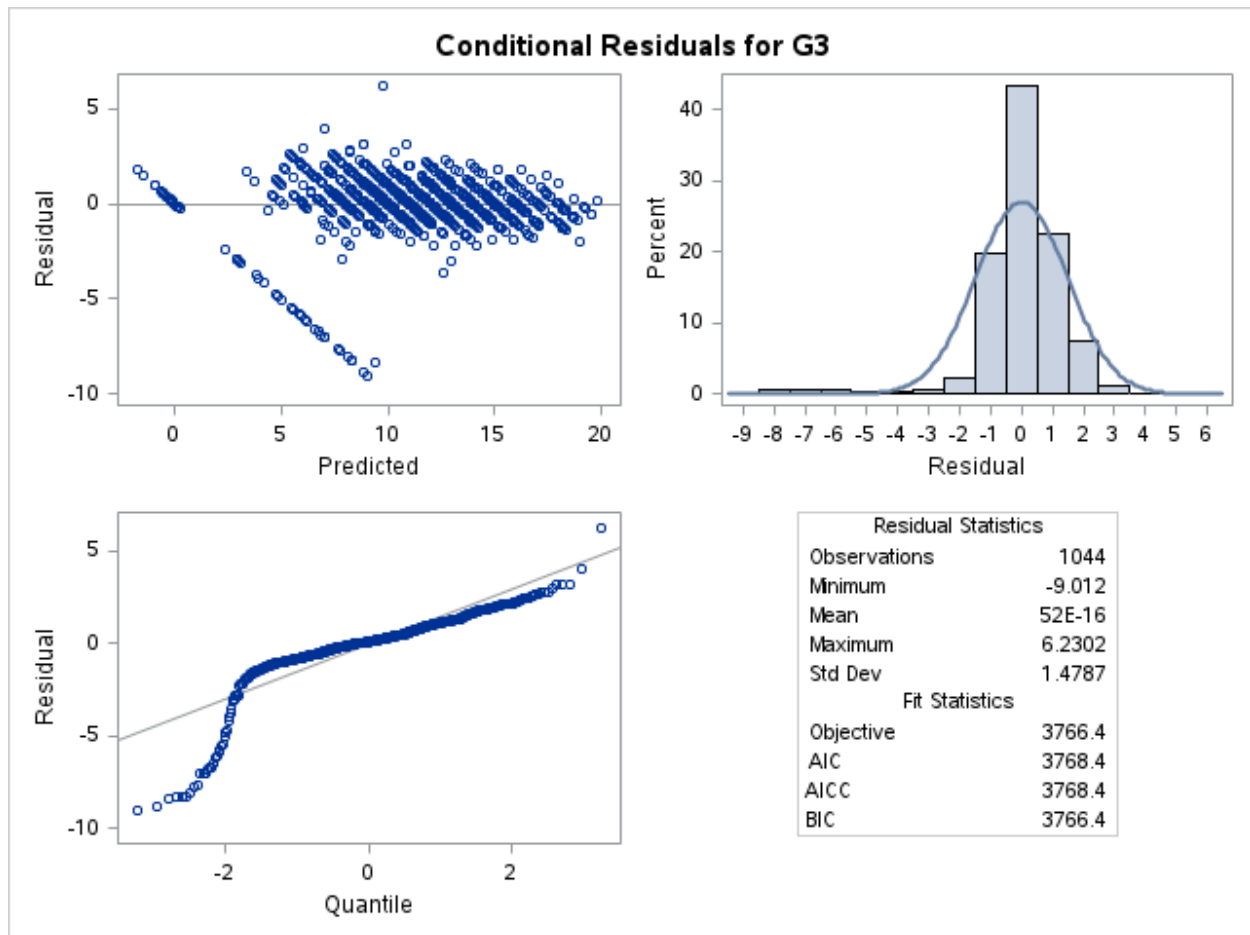 Conditional Residuals for G3
5
0
-5
-10
Residual
0 5 10 15 20
Predicted
40
30
20
10
0
Percent
-9 -8 -7 -6 -5 -4 -3 -2 -1 0 1 2 3 4 5 6
Residual
5
0
-5
-10
Residual
-2 0 2
Quantile
Residual Statistics
Observations 1044
Minimum -9.012
Mean 52E-16
Maximum 6.2302
Std Dev 1.4787
Fit Statistics
Objective 3766.4
AIC 3768.4
AICC 3768.4
BIC 3766.4